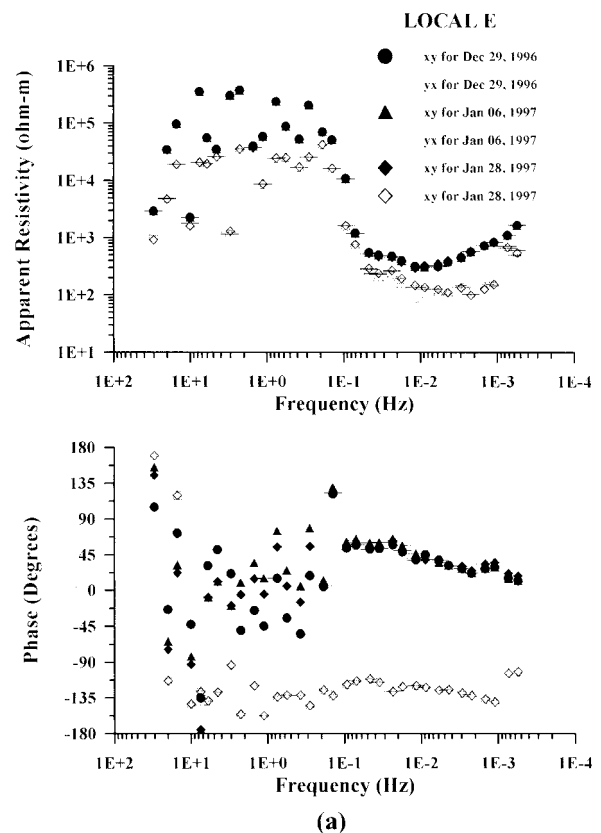 LOCAL E
xy for Dec 29, 1996
yx for Dec 29, 1996
xy for Jan 06, 1997
yx for Jan 06, 1997
xy for Jan 28, 1997
xy for Jan 28, 1997
Apparent Resistivity (ohm-m)
1E+6
1E+5
1E+4
1E+3
1E+2
1E+1
1E+2 1E+1 1E+0 1E-1 1E-2 1E-3 1E-4
Frequency (Hz)
Phase (Degrees)
180
135
90
45
0
-45
-90
-135
-180
1E+2 1E+1 1E+0 1E-1 1E-2 1E-3 1E-4
Frequency (Hz)
(a)